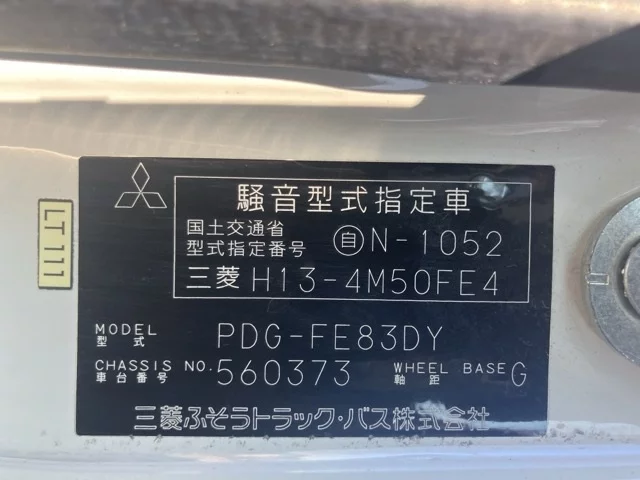 騒音型式指定車
国土交通省
型式指定番号 自N-1052
三菱 H13-4M50FE4
LT111
MODEL
型式 PDG-FE83DY
CHASSIS NO.
車台番号 560373 WHEEL BASE
軸距 G
三菱ふそうトラック・バス株式会社